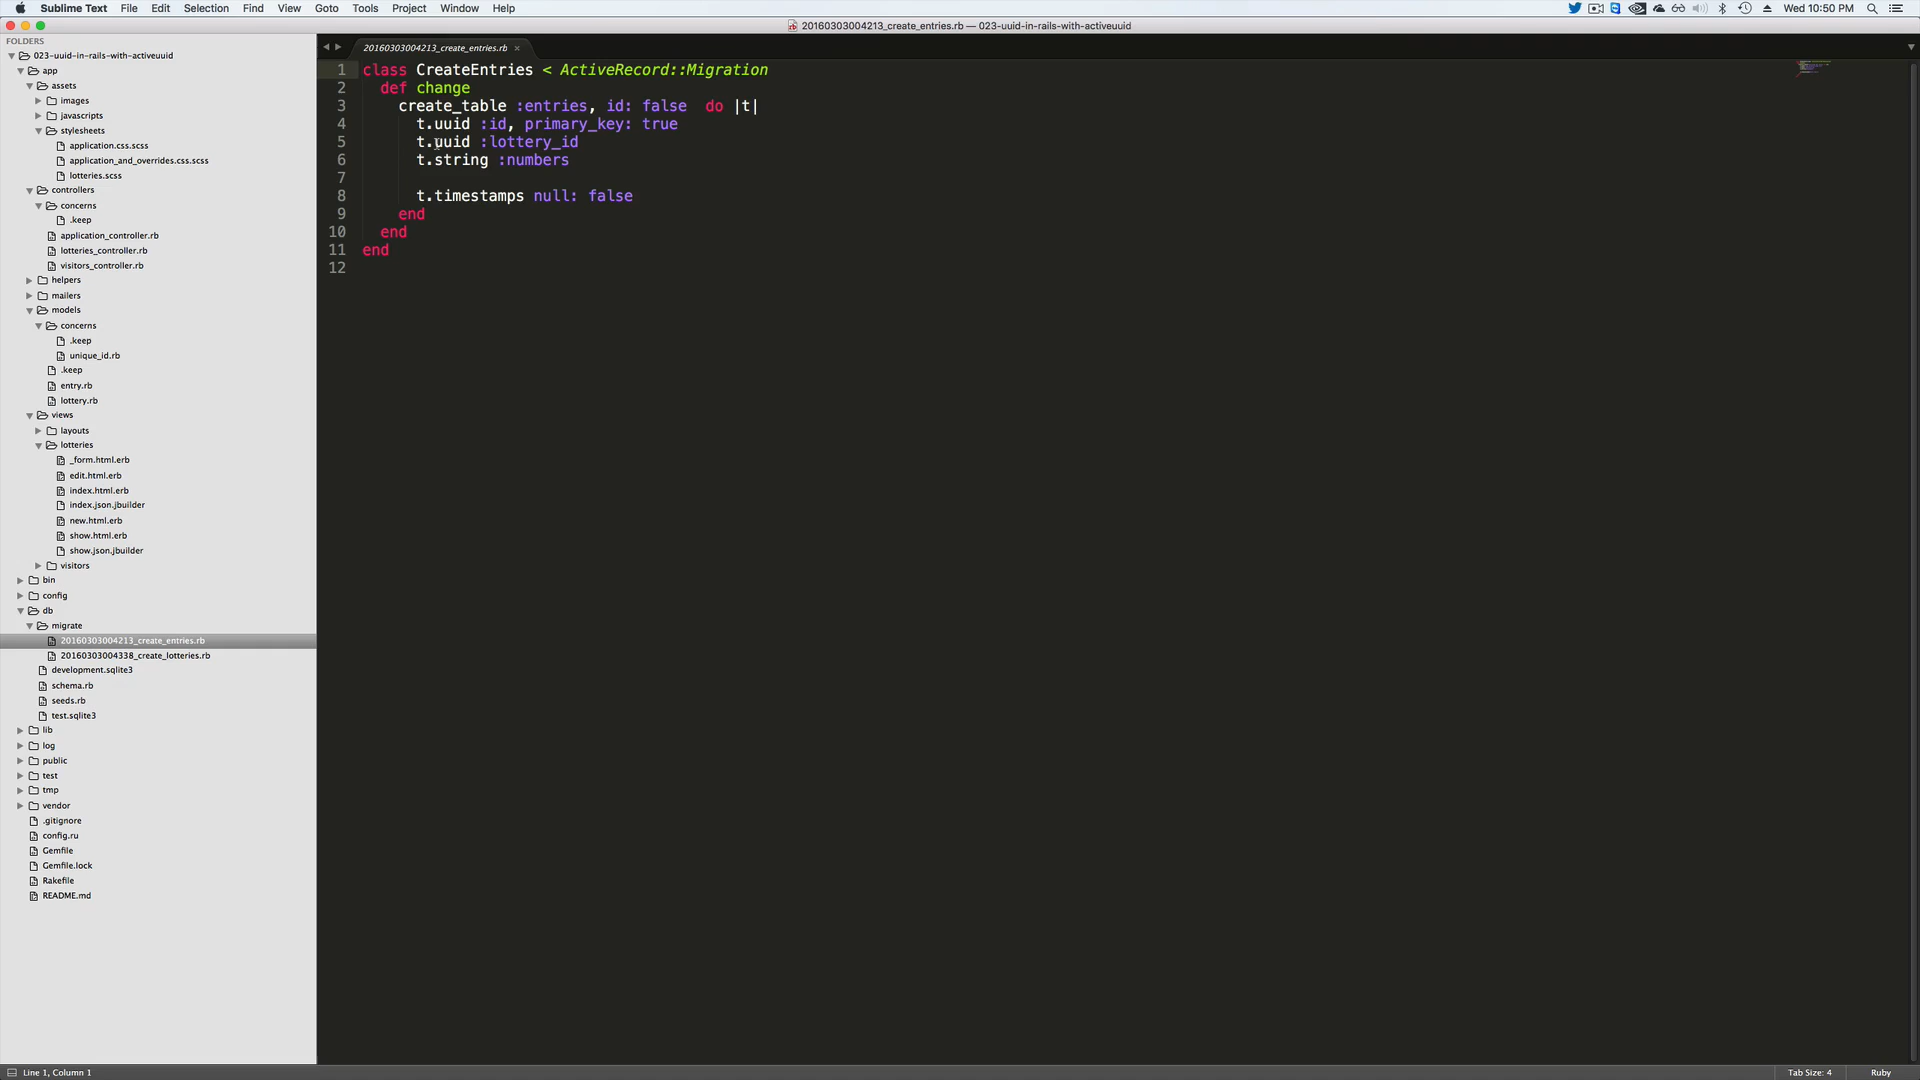 Sublime Text File Edit Selection Find View Goto Tools Project Window Help Wed 10:50 PM
20160303004213_create_entries.rb — 023-uuid-in-rails-with-activeuuid
FOLDERS
023-uuid-in-rails-with-activeuuid
app
assets
images
javascripts
stylesheets
application.css.scss
application_and_overrides.css.scss
lotteries.scss
controllers
concerns
.keep
application_controller.rb
lotteries_controller.rb
visitors_controller.rb
helpers
mailers
models
concerns
.keep
unique_id.rb
.keep
entry.rb
lottery.rb
views
layouts
lotteries
_form.html.erb
edit.html.erb
index.html.erb
index.json.jbuilder
new.html.erb
show.html.erb
show.json.jbuilder
visitors
bin
config
db
migrate
20160303004213_create_entries.rb
20160303004338_create_lotteries.rb
development.sqlite3
schema.rb
seeds.rb
test.sqlite3
lib
log
public
test
tmp
vendor
.gitignore
config.ru
Gemfile
Gemfile.lock
Rakefile
README.md
20160303004213_create_entries.rb ×
1 class CreateEntries < ActiveRecord::Migration
2 def change
3 create_table :entries, id: false do |t|
4 t.uuid :id, primary_key: true
5 t.uuid :lottery_id
6 t.string :numbers
7
8 t.timestamps null: false
9 end
10 end
11 end
12
Line 1, Column 1 Tab Size: 4 Ruby